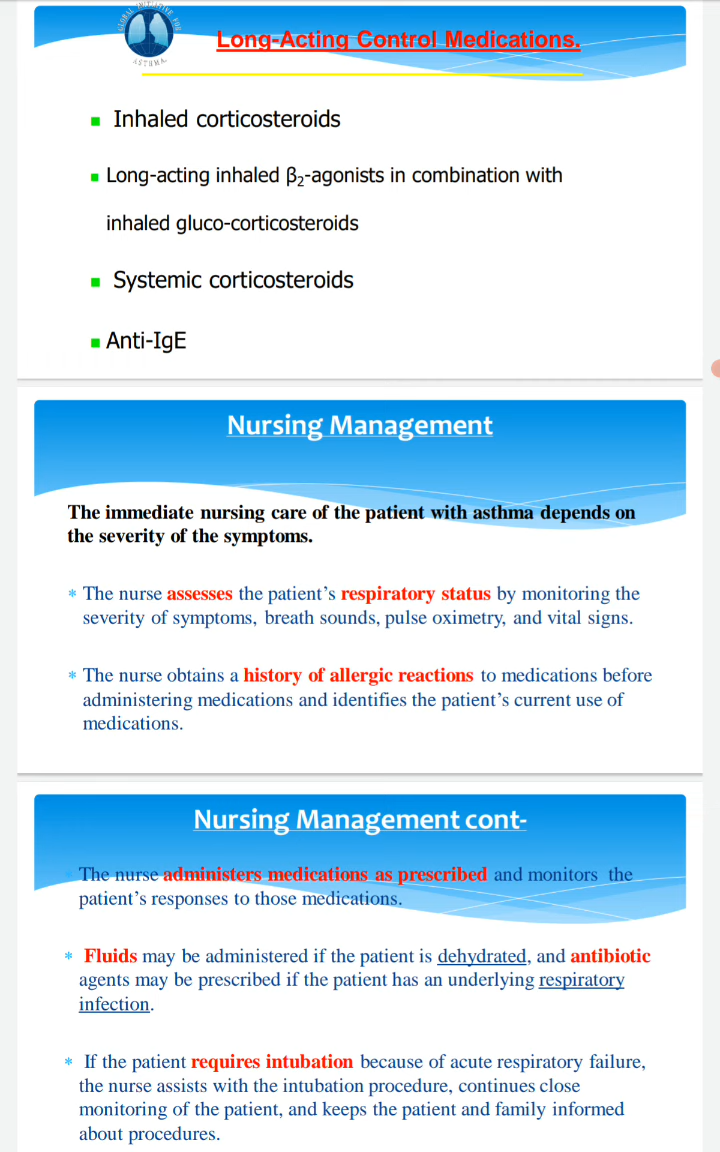 GLOBAL INITIATIVE FOR
ASTHMA
Long-Acting Control Medications.
Inhaled corticosteroids
Long-acting inhaled β₂-agonists in combination with
inhaled gluco-corticosteroids
Systemic corticosteroids
Anti-IgE
Nursing Management
The immediate nursing care of the patient with asthma depends on
the severity of the symptoms.
* The nurse assesses the patient’s respiratory status by monitoring the
severity of symptoms, breath sounds, pulse oximetry, and vital signs.
* The nurse obtains a history of allergic reactions to medications before
administering medications and identifies the patient’s current use of
medications.
Nursing Management cont-
The nurse administers medications as prescribed and monitors the
patient’s responses to those medications.
* Fluids may be administered if the patient is dehydrated, and antibiotic
agents may be prescribed if the patient has an underlying respiratory
infection.
* If the patient requires intubation because of acute respiratory failure,
the nurse assists with the intubation procedure, continues close
monitoring of the patient, and keeps the patient and family informed
about procedures.